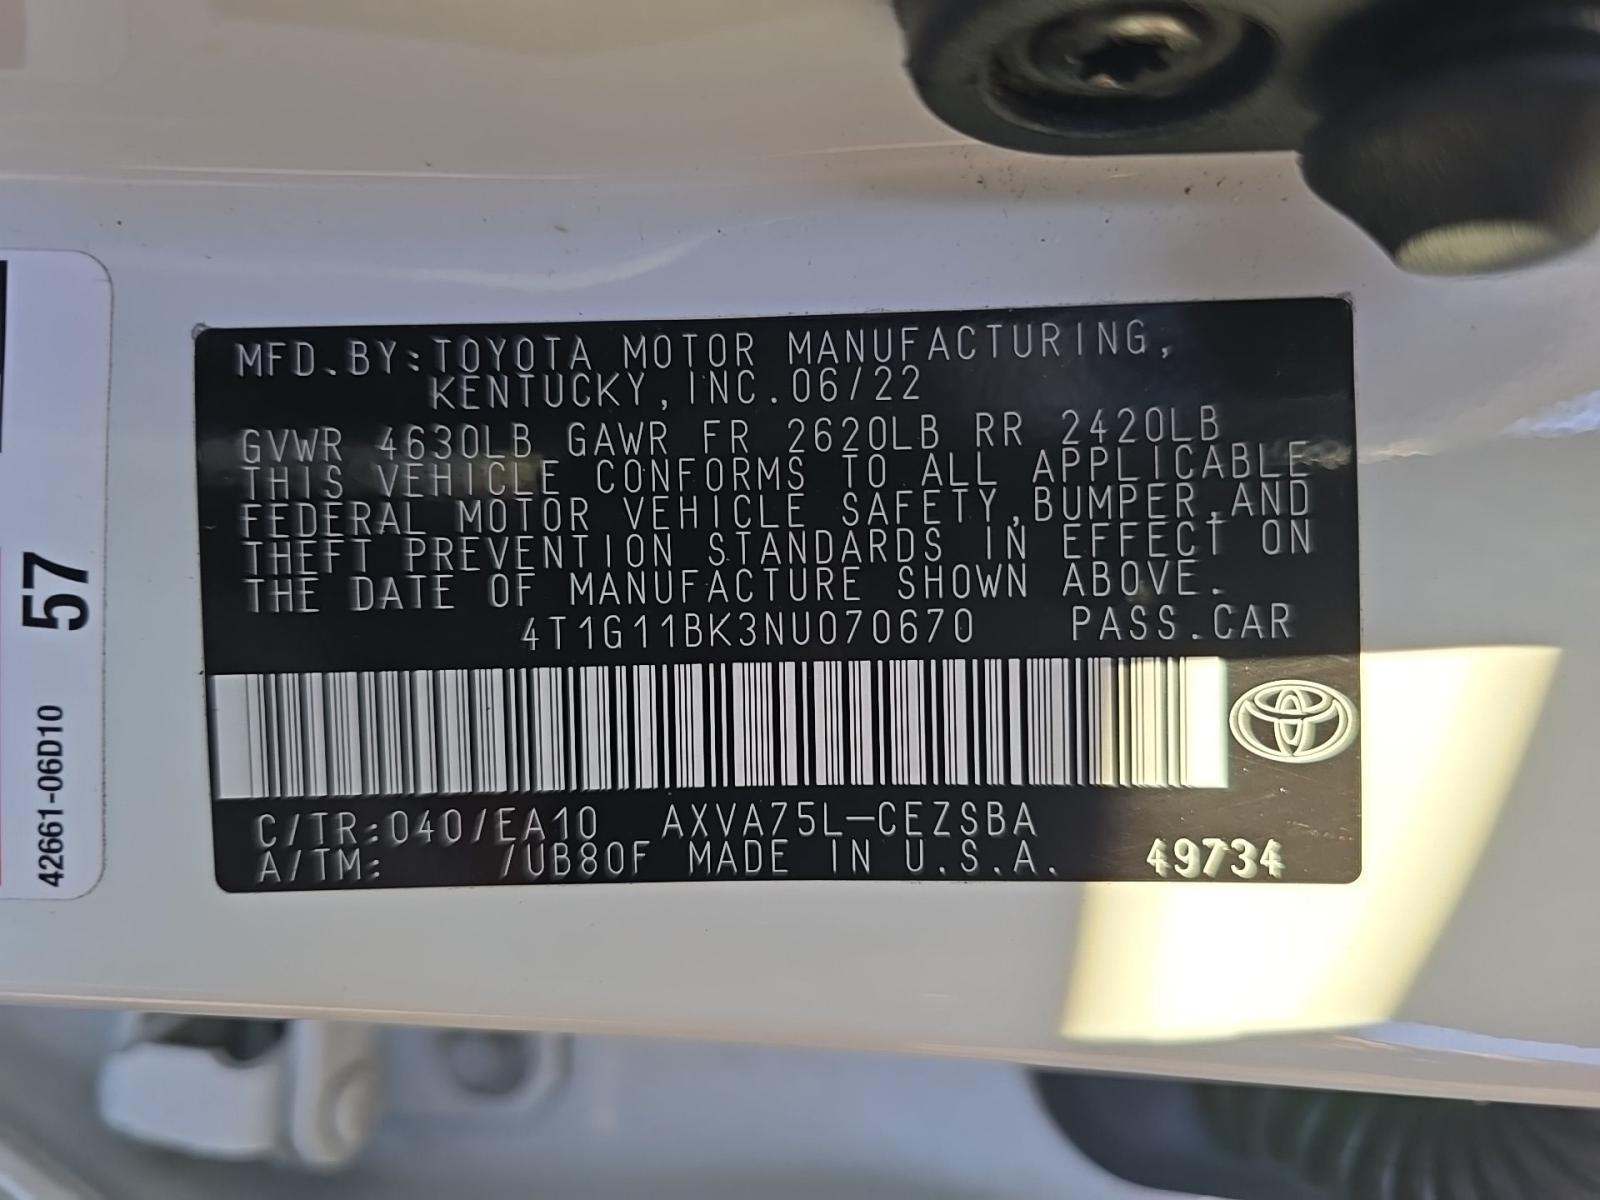 MFD.BY:TOYOTA MOTOR MANUFACTURING,
KENTUCKY,INC.06/22
GVWR 4630LB GAWR FR 2620LB RR 2420LB
THIS VEHICLE CONFORMS TO ALL APPLICABLE
FEDERAL MOTOR VEHICLE SAFETY,BUMPER,AND
THEFT PREVENTION STANDARDS IN EFFECT ON
THE DATE OF MANUFACTURE SHOWN ABOVE.
4T1G11BK3NU070670 PASS.CAR
C/TR:040/EA10 AXVA75L-CEZSBA
A/TM: /UB80F MADE IN U.S.A. 49734
57
42661-06D10